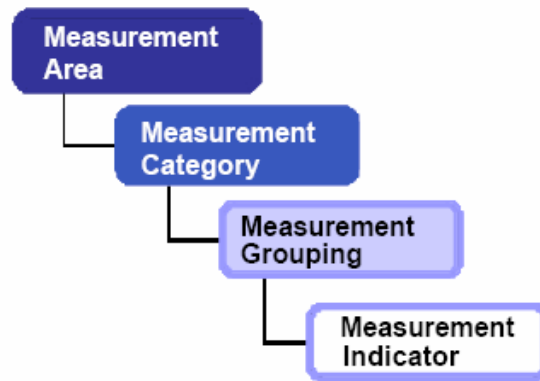 Measurement
Area
Measurement
Category
Measurement
Grouping
Measurement
Indicator